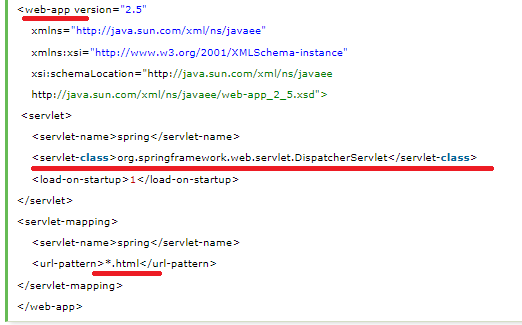 <web-app version="2.5"
xmlns="http://java.sun.com/xml/ns/javaee"
xmlns:xsi="http://www.w3.org/2001/XMLSchema-instance"
xsi:schemaLocation="http://java.sun.com/xml/ns/javaee
http://java.sun.com/xml/ns/javaee/web-app_2_5.xsd">
<servlet>
<servlet-name>spring</servlet-name>
<servlet-class>org.springframework.web.servlet.DispatcherServlet</servlet-class>
<load-on-startup>1</load-on-startup>
</servlet>
<servlet-mapping>
<servlet-name>spring</servlet-name>
<url-pattern>*.html</url-pattern>
</servlet-mapping>
</web-app>